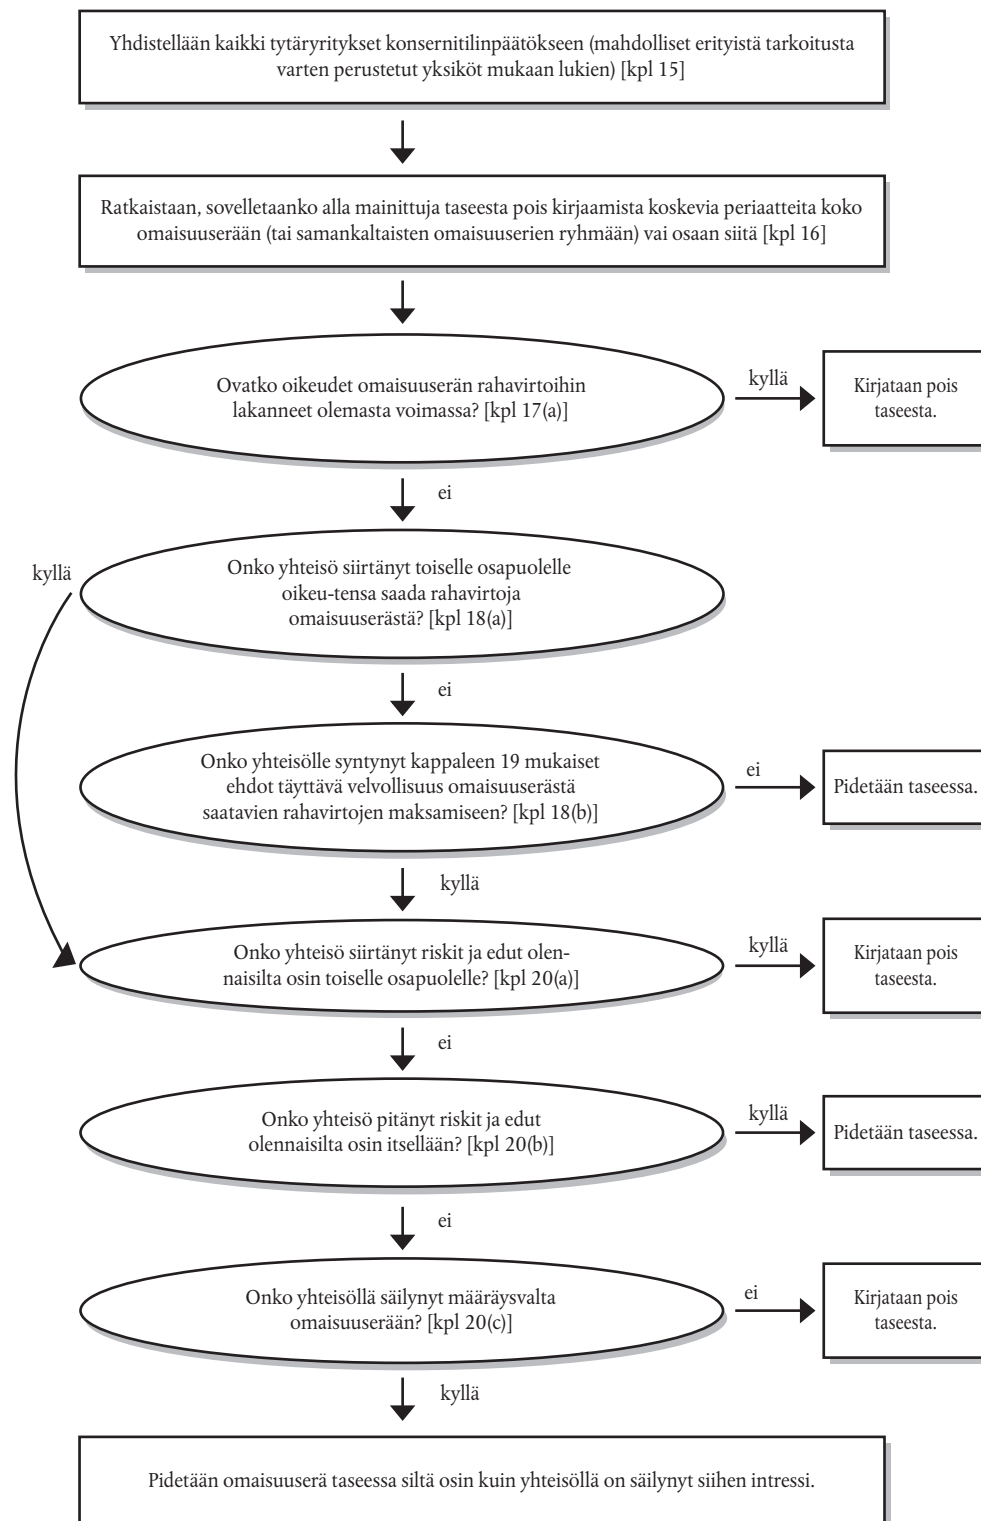 Yhdistellään kaikki tytäryritykset konsernitilinpäätökseen (mahdolliset erityistä tarkoitusta
varten perustetut yksiköt mukaan lukien) [kpl 15]
Ratkaistaan, sovelletaanko alla mainittuja taseesta pois kirjaamista koskevia periaatteita koko
omaisuuserään (tai samankaltaisten omaisuuserien ryhmään) vai osaan siitä [kpl 16]
Ovatko oikeudet omaisuuserän rahavirtoihin
lakanneet olemasta voimassa? [kpl 17(a)]
kyllä
Kirjataan pois
taseesta.
ei
kyllä
Onko yhteisö siirtänyt toiselle osapuolelle
oikeu-tensa saada rahavirtoja
omaisuuserästä? [kpl 18(a)]
ei
Onko yhteisölle syntynyt kappaleen 19 mukaiset
ehdot täyttävä velvollisuus omaisuuserästä
saatavien rahavirtojen maksamiseen? [kpl 18(b)]
ei
Pidetään taseessa.
kyllä
Onko yhteisö siirtänyt riskit ja edut olen-
naisilta osin toiselle osapuolelle? [kpl 20(a)]
kyllä
Kirjataan pois
taseesta.
ei
Onko yhteisö pitänyt riskit ja edut
olennaisilta osin itsellään? [kpl 20(b)]
kyllä
Pidetään taseessa.
ei
Onko yhteisöllä säilynyt määräysvalta
omaisuuserään? [kpl 20(c)]
ei
Kirjataan pois
taseesta.
kyllä
Pidetään omaisuuserä taseessa siltä osin kuin yhteisöllä on säilynyt siihen intressi.